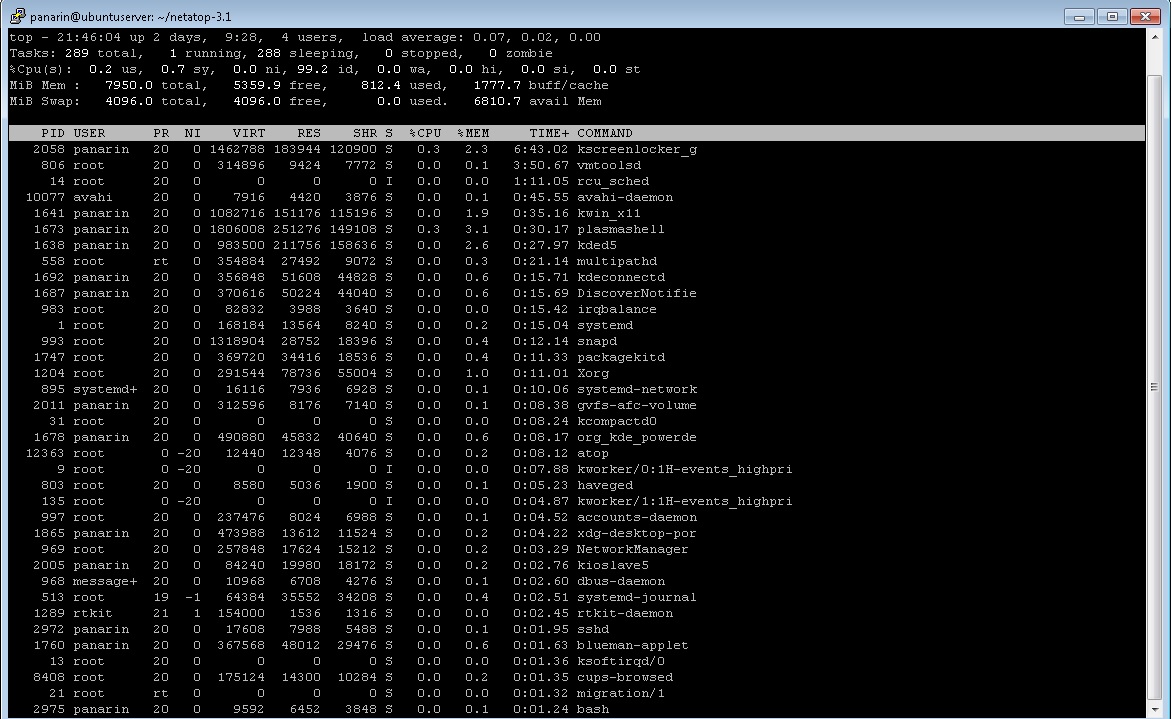 panarin@ubuntuserver: ~/netatop-3.1
top - 21:46:04 up 2 days,  9:28,  4 users,  load average: 0.07, 0.02, 0.00
Tasks: 289 total,   1 running, 288 sleeping,   0 stopped,   0 zombie
%Cpu(s):  0.2 us,  0.7 sy,  0.0 ni, 99.2 id,  0.0 wa,  0.0 hi,  0.0 si,  0.0 st
MiB Mem :   7950.0 total,   5359.9 free,    812.4 used,   1777.7 buff/cache
MiB Swap:   4096.0 total,   4096.0 free,      0.0 used.   6810.7 avail Mem
PID USER      PR  NI    VIRT    RES    SHR S  %CPU  %MEM     TIME+ COMMAND
2058 panarin   20   0 1462788 183944 120900 S   0.3   2.3   6:43.02 kscreenlocker_g
806 root      20   0  314896   9424   7772 S   0.0   0.1   3:50.67 vmtoolsd
14 root      20   0       0      0      0 I   0.0   0.0   1:11.05 rcu_sched
10077 avahi     20   0    7916   4420   3876 S   0.0   0.1   0:45.55 avahi-daemon
1641 panarin   20   0 1082716 151176 115196 S   0.0   1.9   0:35.16 kwin_x11
1673 panarin   20   0 1806008 251276 149108 S   0.3   3.1   0:30.17 plasmashell
1638 panarin   20   0  983500 211756 158636 S   0.0   2.6   0:27.97 kded5
558 root      rt   0  354884  27492   9072 S   0.0   0.3   0:21.14 multipathd
1692 panarin   20   0  356848  51608  44828 S   0.0   0.6   0:15.71 kdeconnectd
1687 panarin   20   0  370616  50224  44040 S   0.0   0.6   0:15.69 DiscoverNotifie
983 root      20   0   82832   3988   3640 S   0.0   0.0   0:15.42 irqbalance
1 root      20   0  168184  13564   8240 S   0.0   0.2   0:15.04 systemd
993 root      20   0 1318904  28752  18396 S   0.0   0.4   0:12.14 snapd
1747 root      20   0  369720  34416  18536 S   0.0   0.4   0:11.33 packagekitd
1204 root      20   0  291544  78736  55004 S   0.0   1.0   0:11.01 Xorg
895 systemd+  20   0   16116   7936   6928 S   0.0   0.1   0:10.06 systemd-network
2011 panarin   20   0  312596   8176   7140 S   0.0   0.1   0:08.38 gvfs-afc-volume
31 root      20   0       0      0      0 S   0.0   0.0   0:08.24 kcompactd0
1678 panarin   20   0  490880  45832  40640 S   0.0   0.6   0:08.17 org_kde_powerde
12363 root       0 -20   12440  12348   4076 S   0.0   0.2   0:08.12 atop
9 root       0 -20       0      0      0 I   0.0   0.0   0:07.88 kworker/0:1H-events_highpri
803 root      20   0    8580   5036   1900 S   0.0   0.1   0:05.23 haveged
135 root       0 -20       0      0      0 I   0.0   0.0   0:04.87 kworker/1:1H-events_highpri
997 root      20   0  237476   8024   6988 S   0.0   0.1   0:04.52 accounts-daemon
1865 panarin   20   0  473988  13612  11524 S   0.0   0.2   0:04.22 xdg-desktop-por
969 root      20   0  257848  17624  15212 S   0.0   0.2   0:03.29 NetworkManager
2005 panarin   20   0   84240  19980  18172 S   0.0   0.2   0:02.76 kioslave5
968 message+  20   0   10968   6708   4276 S   0.0   0.1   0:02.60 dbus-daemon
513 root      19  -1   64384  35552  34208 S   0.0   0.4   0:02.51 systemd-journal
1289 rtkit     21   1  154000   1536   1316 S   0.0   0.0   0:02.45 rtkit-daemon
2972 panarin   20   0   17608   7988   5488 S   0.0   0.1   0:01.95 sshd
1760 panarin   20   0  367568  48012  29476 S   0.0   0.6   0:01.63 blueman-applet
13 root      20   0       0      0      0 S   0.0   0.0   0:01.36 ksoftirqd/0
8408 root      20   0  175124  14300  10284 S   0.0   0.2   0:01.35 cups-browsed
21 root      rt   0       0      0      0 S   0.0   0.0   0:01.32 migration/1
2975 panarin   20   0    9592   6452   3848 S   0.0   0.1   0:01.24 bash